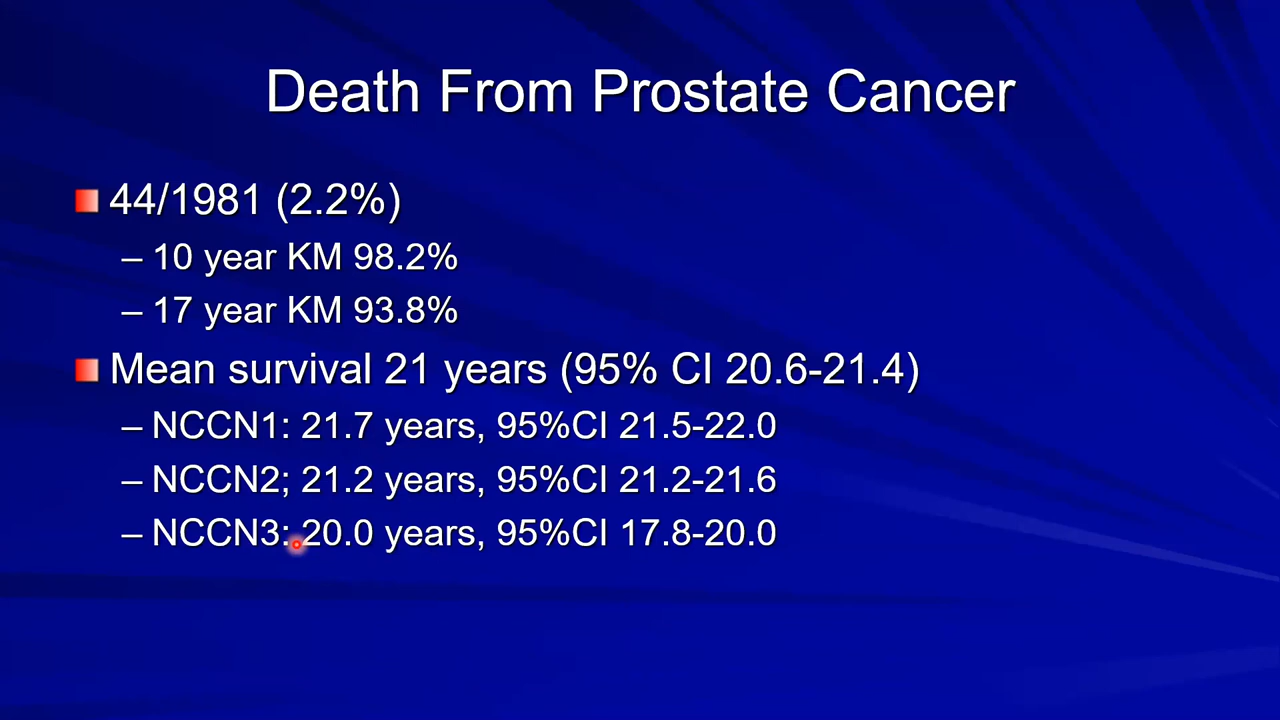 Death From Prostate Cancer
44/1981 (2.2%)
– 10 year KM 98.2%
– 17 year KM 93.8%
Mean survival 21 years (95% CI 20.6-21.4)
– NCCN1: 21.7 years, 95%CI 21.5-22.0
– NCCN2; 21.2 years, 95%CI 21.2-21.6
– NCCN3: 20.0 years, 95%CI 17.8-20.0